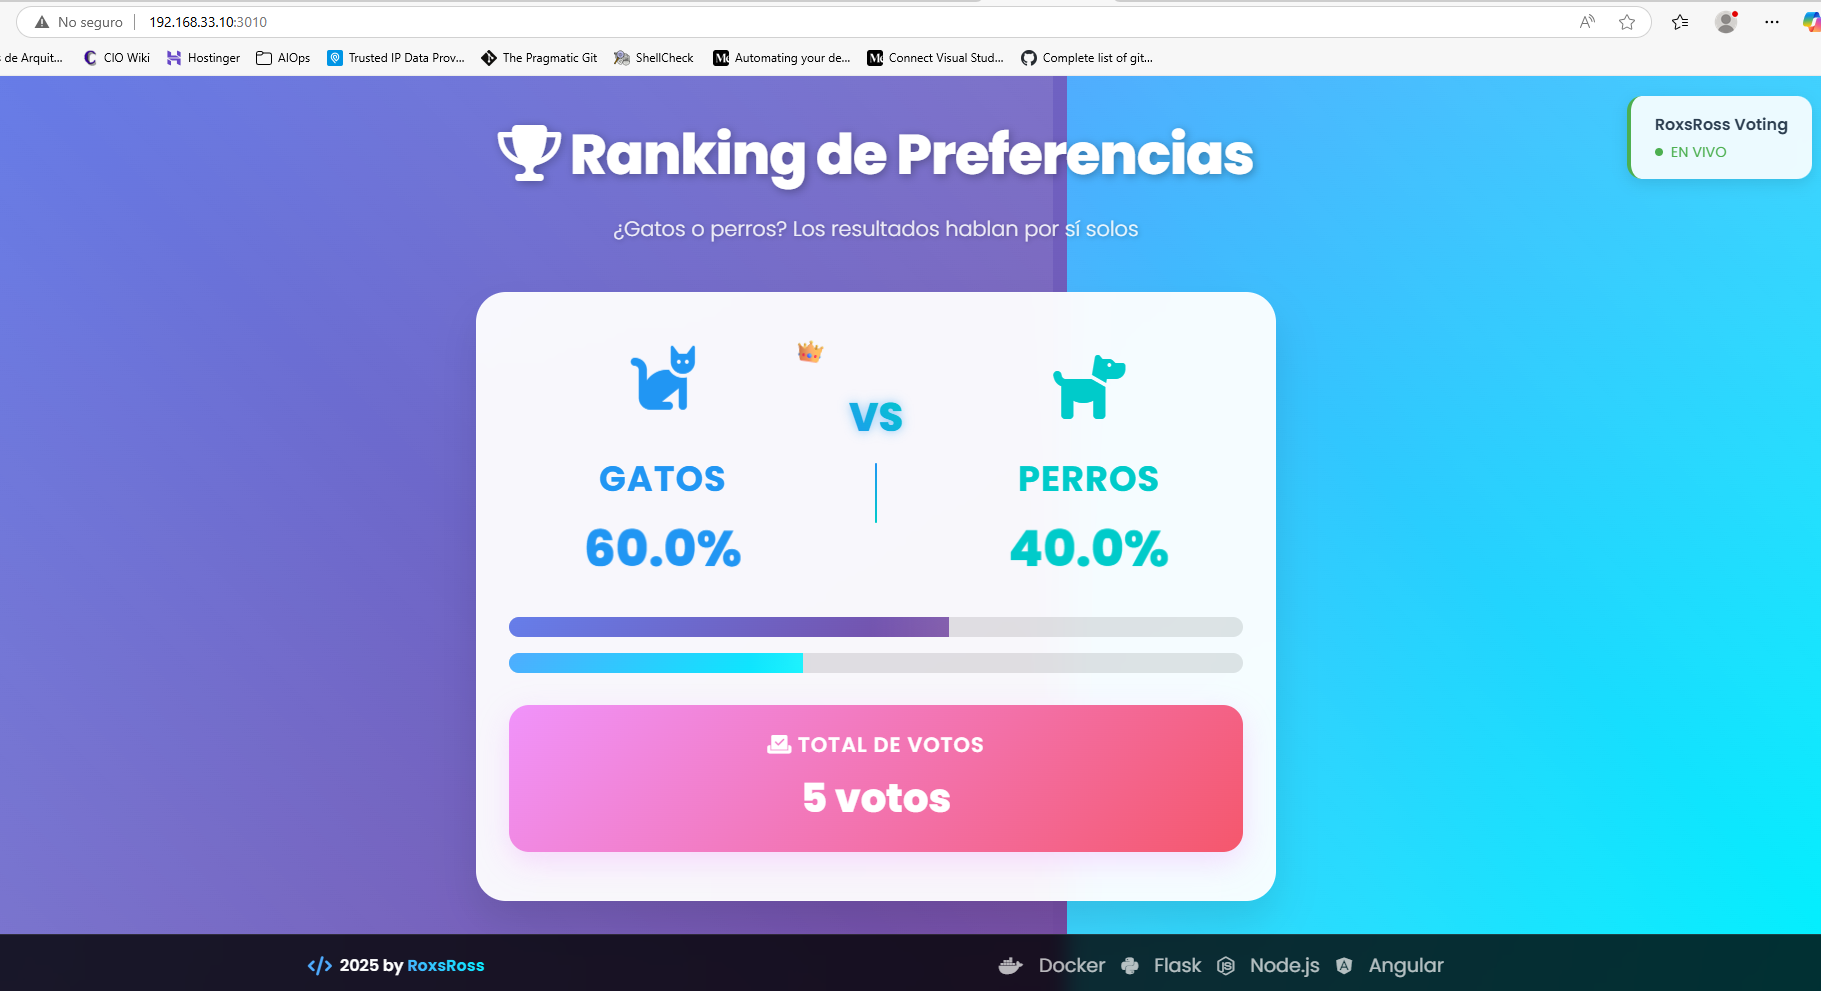 No seguro
192.168.33.10:3010
s de Arquit...
CIO Wiki
Hostinger
AIOps
Trusted IP Data Prov...
The Pragmatic Git
ShellCheck
Automating your de...
Connect Visual Stud...
Complete list of git...
Ranking de Preferencias
¿Gatos o perros? Los resultados hablan por sí solos
RoxsRoss Voting
EN VIVO
VS
GATOS
PERROS
60.0%
40.0%
TOTAL DE VOTOS
5 votos
</> 2025 by RoxsRoss
Docker
Flask
Node.js
Angular